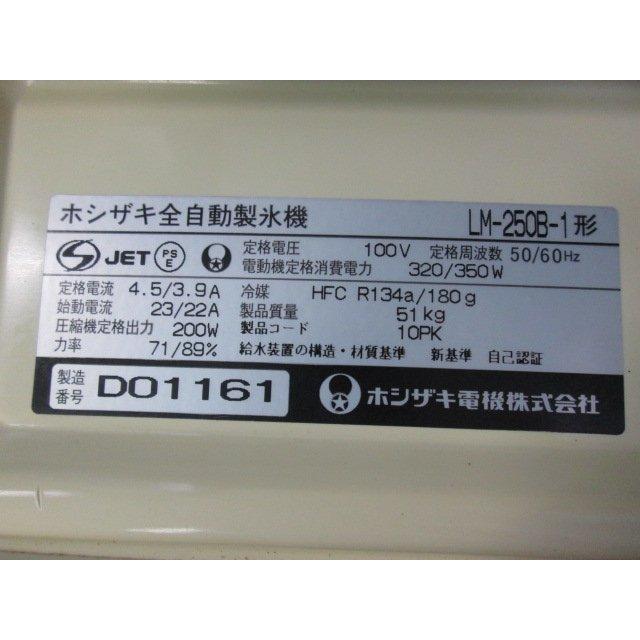 ホシザキ全自動製氷機 LM-250B-1形
JET PS E 定格電圧 100V 定格周波数 50/60Hz
電動機定格消費電力 320/350W
定格電流 4.5/3.9A 冷媒 HFC R134a/180g
始動電流 23/22A 製品質量 51kg
圧縮機定格出力 200W 製品コード 10PK
力率 71/89% 給水装置の構造・材質基準 新基準 自己認証
製造番号 D01161 ホシザキ電機株式会社